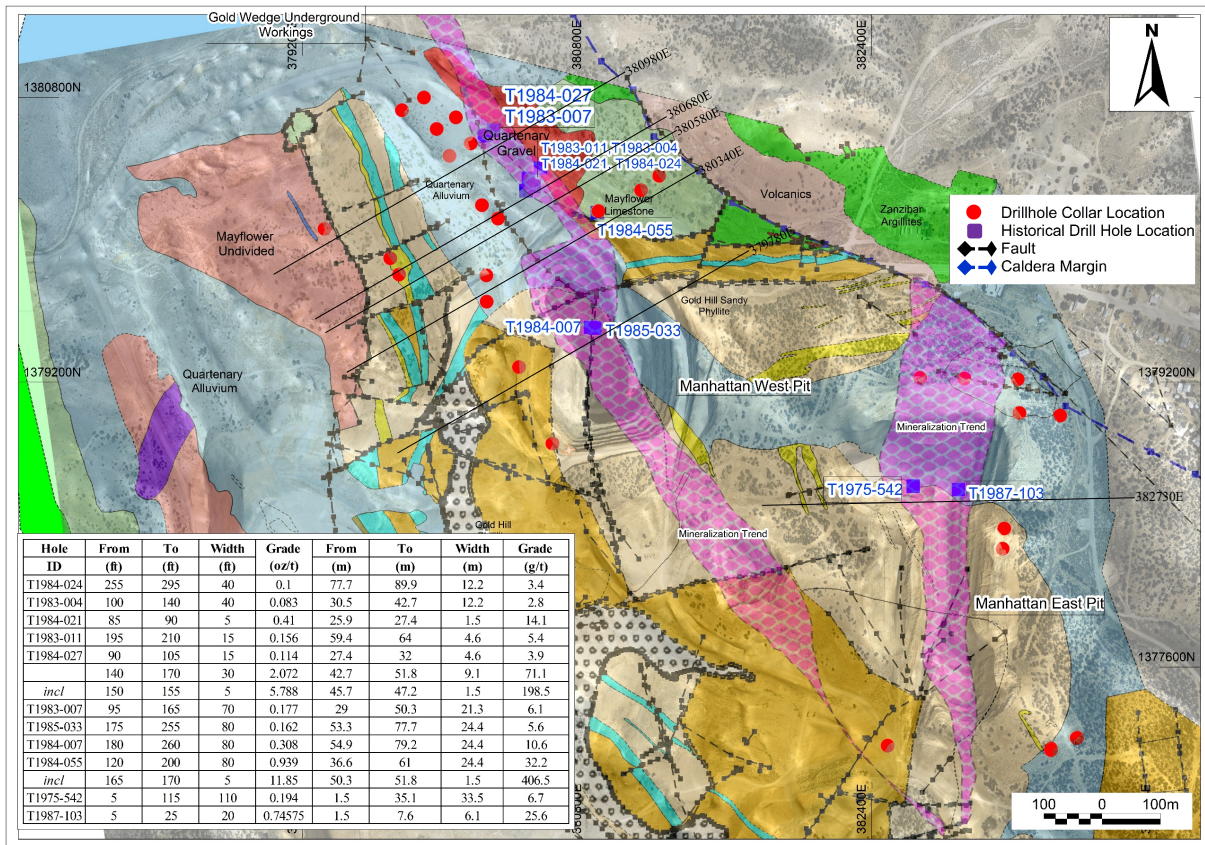 Gold Wedge Underground
Workings
380800E
382400E
N
380980E
1380800N
1380800N
T1984-027
T1983-007
380680E
380580E
Quartenary
Gravel
T1983-011
T1983-004
T1984-021
T1984-024
380340E
Quartenary
Alluvium
Volcanics
Mayflower
Limestone
Zanzibar
Argillites
Mayflower
Undivided
T1984-055
379780E
Drillhole Collar Location
Historical Drill Hole Location
Fault
Caldera Margin
Gold Hill Sandy
Phyllite
T1984-007
T1985-033
Quartenary
Alluvium
1379200N
1379200N
Manhattan West Pit
Mineralization Trend
T1975-542
T1987-103
382730E
Gold Hill
Mineralization Trend
Manhattan East Pit
1377600N
Hole ID From (ft) To (ft) Width (ft) Grade (oz/t) From (m) To (m) Width (m) Grade (g/t)
T1984-024 255 295 40 0.1 77.7 89.9 12.2 3.4
T1983-004 100 140 40 0.083 30.5 42.7 12.2 2.8
T1984-021 85 90 5 0.41 25.9 27.4 1.5 14.1
T1983-011 195 210 15 0.156 59.4 64 4.6 5.4
T1984-027 90 105 15 0.114 27.4 32 4.6 3.9
140 170 30 2.072 42.7 51.8 9.1 71.1
incl 150 155 5 5.788 45.7 47.2 1.5 198.5
T1983-007 95 165 70 0.177 29 50.3 21.3 6.1
T1985-033 175 255 80 0.162 53.3 77.7 24.4 5.6
T1984-007 180 260 80 0.308 54.9 79.2 24.4 10.6
T1984-055 120 200 80 0.939 36.6 61 24.4 32.2
incl 165 170 5 11.85 50.3 51.8 1.5 406.5
T1975-542 5 115 110 0.194 1.5 35.1 33.5 6.7
T1987-103 5 25 20 0.74575 1.5 7.6 6.1 25.6
380800E
382400E
100 0 100m